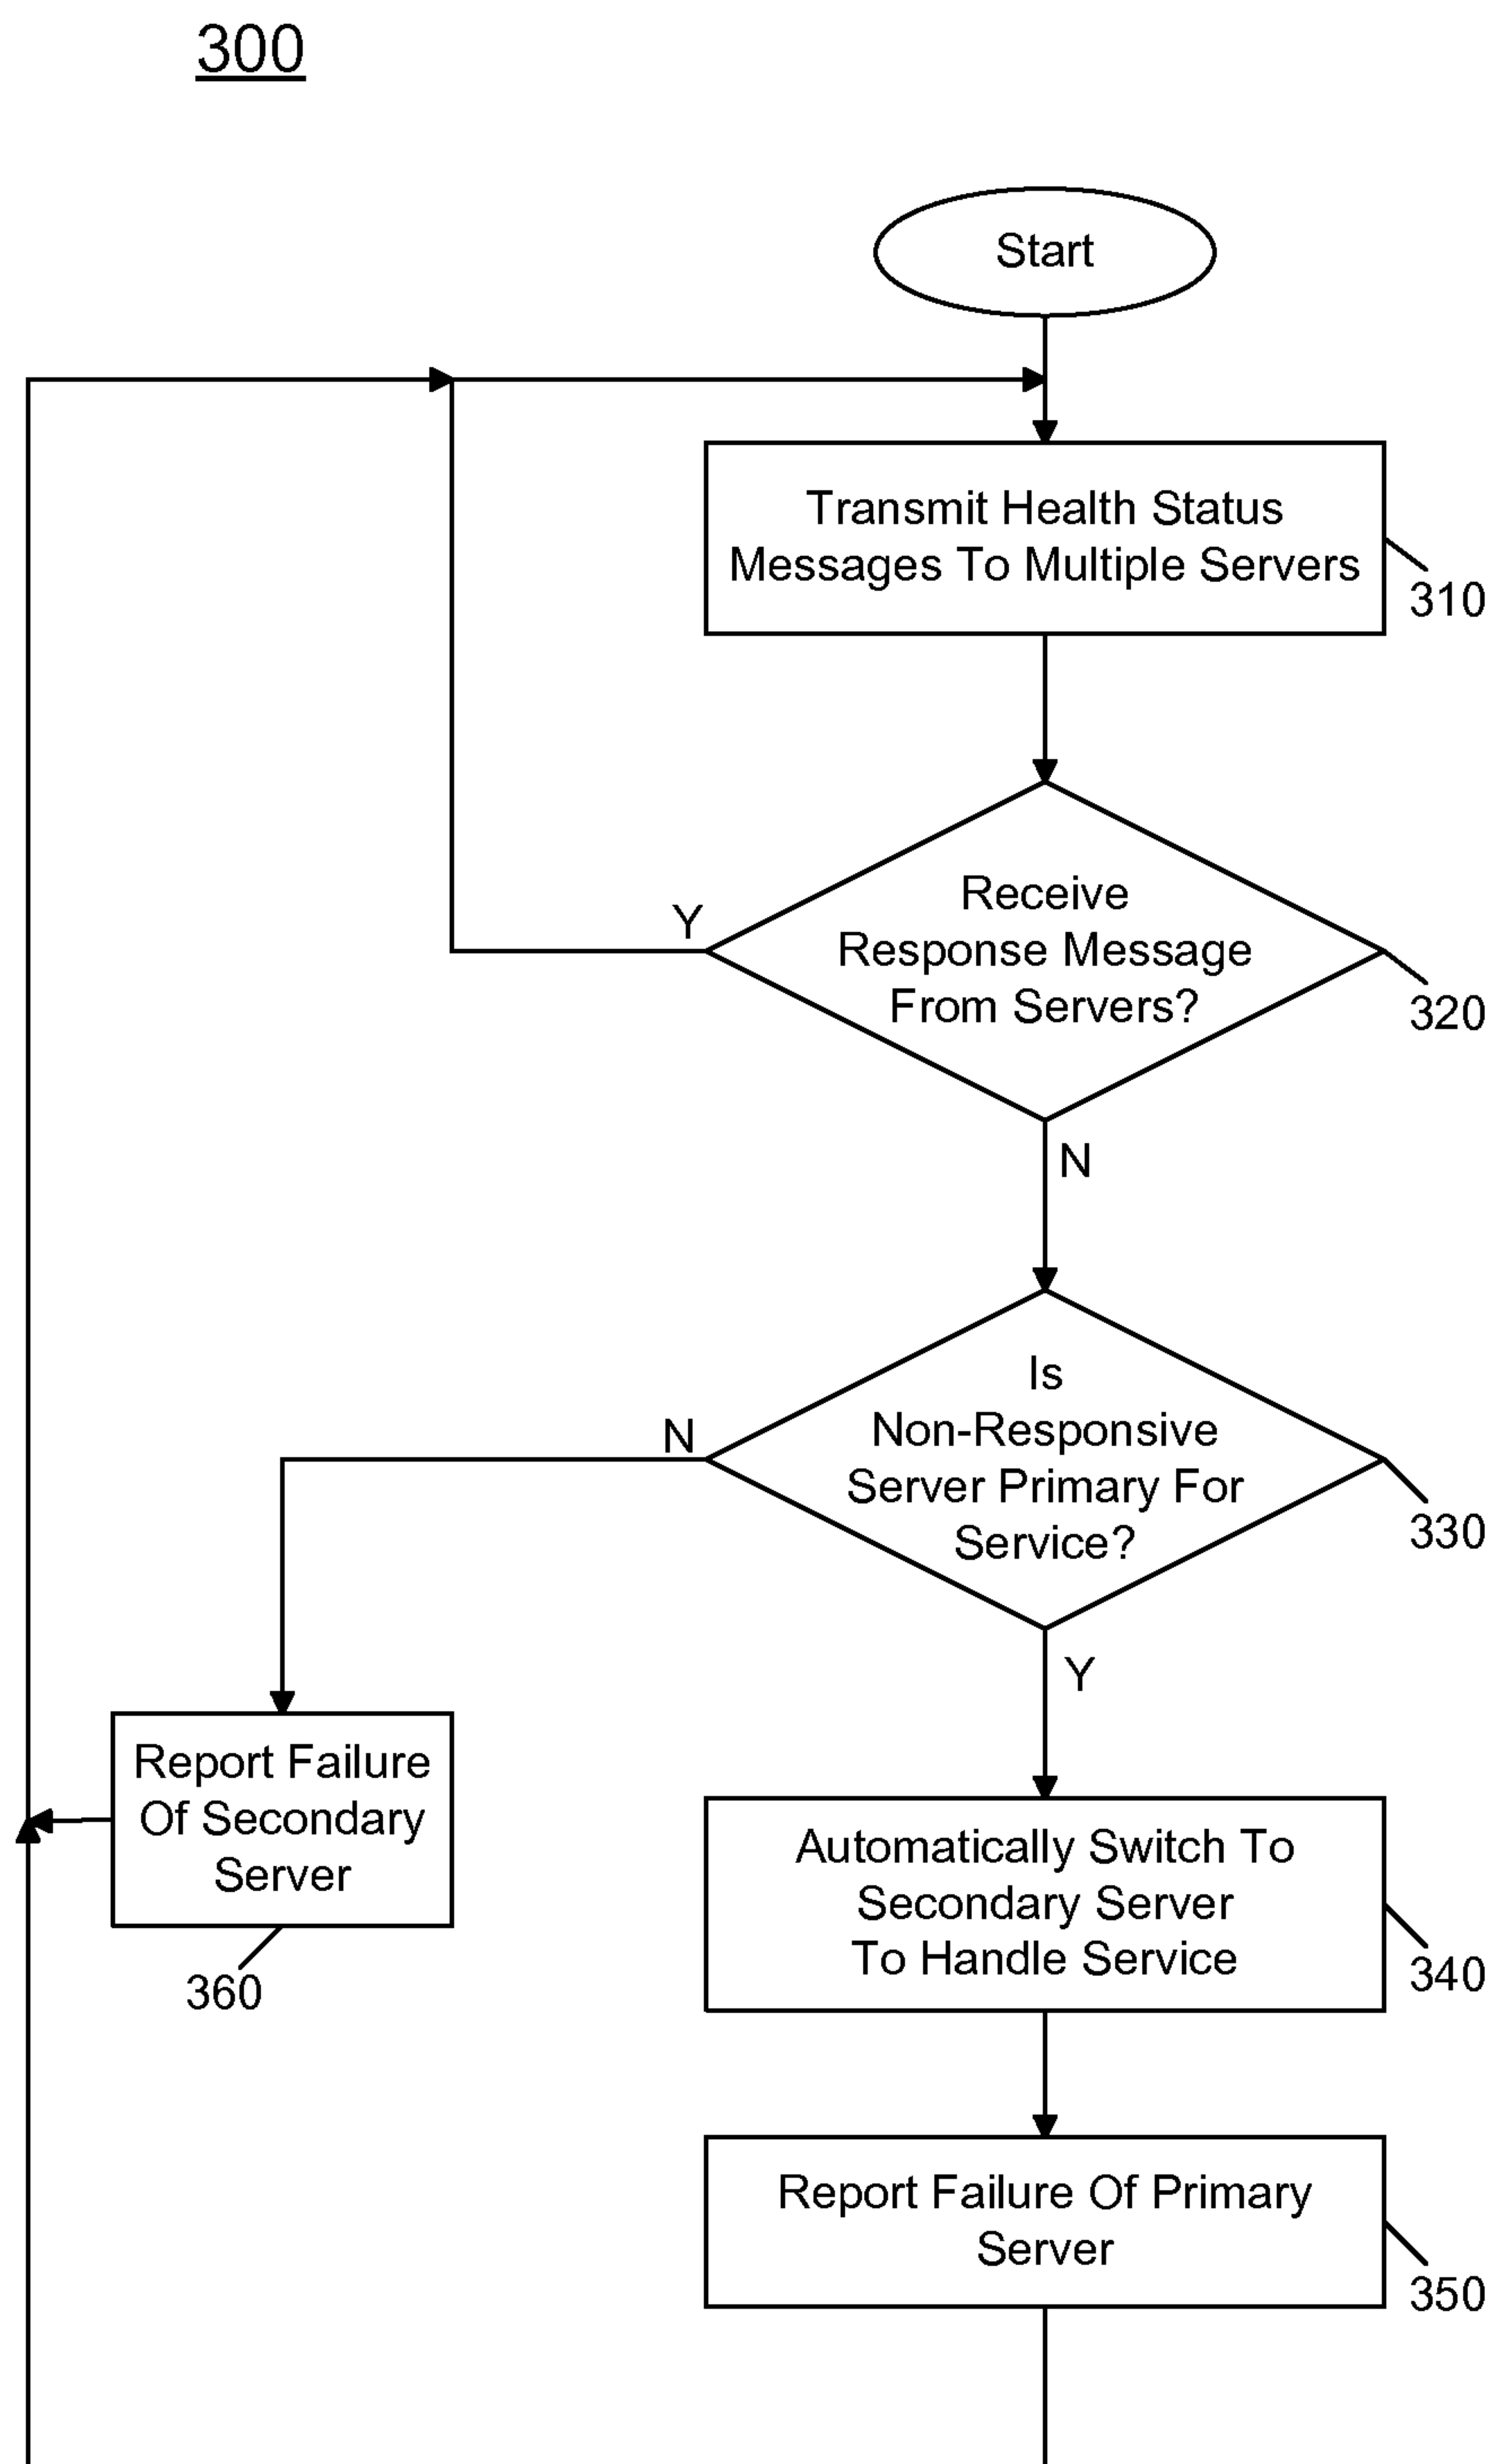 300
Start
Transmit Health Status
Messages To Multiple Servers
310
Receive
Response Message
From Servers?
Y
320
N
Is
Non-Responsive
Server Primary For
Service?
N
330
Y
Report Failure
Of Secondary
Server
360
Automatically Switch To
Secondary Server
To Handle Service
340
Report Failure Of Primary
Server
350